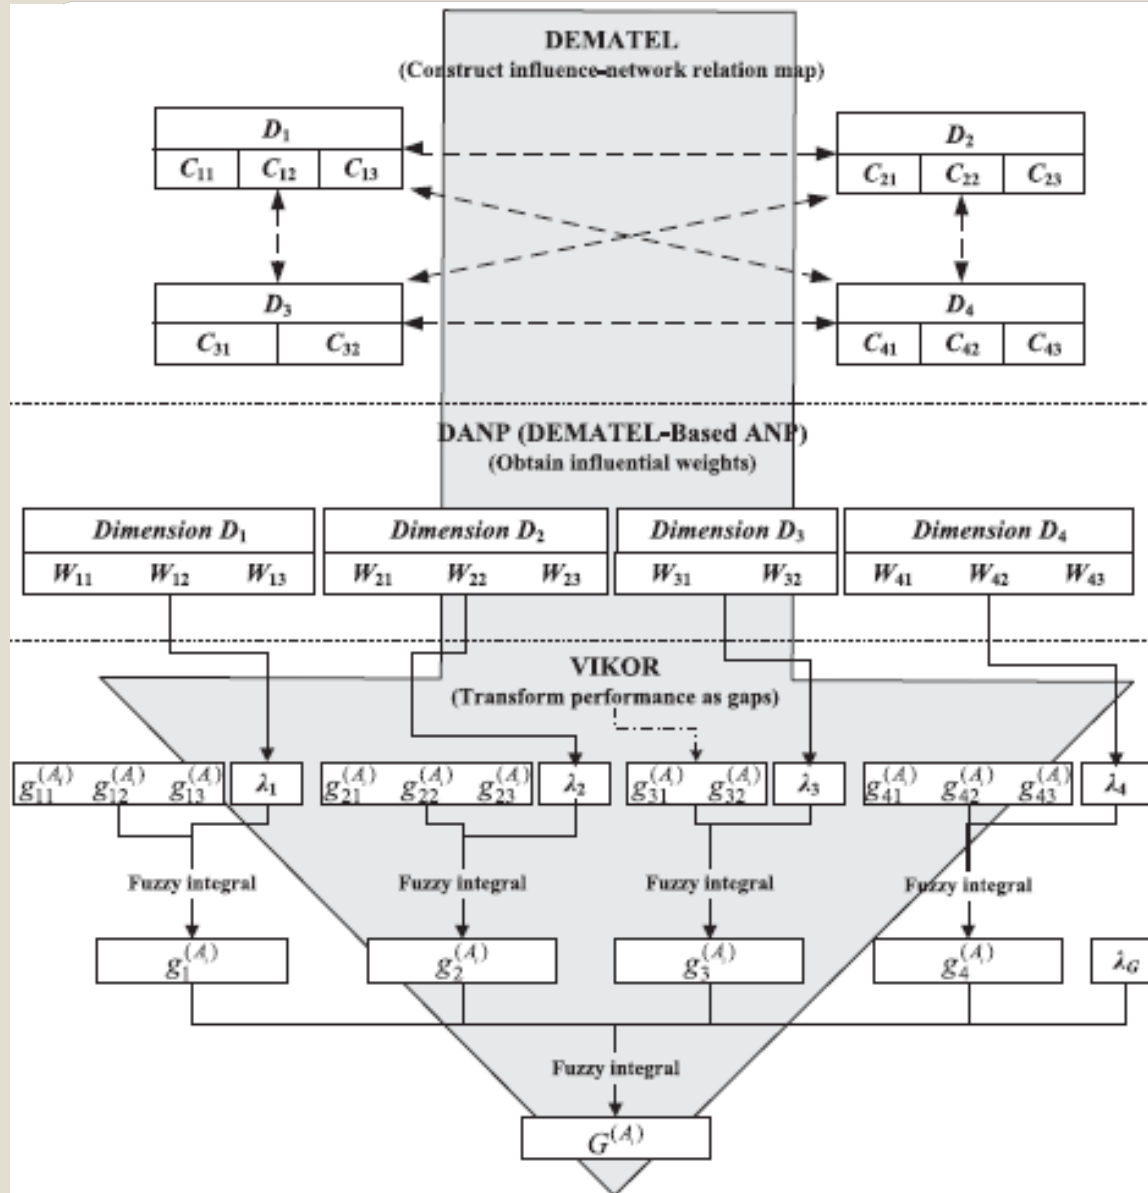 DEMATEL
(Construct influence-network relation map)
D₁
C₁₁ C₁₂ C₁₃
D₂
C₂₁ C₂₂ C₂₃
D₃
C₃₁ C₃₂
D₄
C₄₁ C₄₂ C₄₃
DANP (DEMATEL-Based ANP)
(Obtain influential weights)
Dimension D₁
W₁₁ W₁₂ W₁₃
Dimension D₂
W₂₁ W₂₂ W₂₃
Dimension D₃
W₃₁ W₃₂
Dimension D₄
W₄₁ W₄₂ W₄₃
VIKOR
(Transform performance as gaps)
g₁₁^(Aᵢ) g₁₂^(Aᵢ) g₁₃^(Aᵢ) λ₁
g₂₁^(Aᵢ) g₂₂^(Aᵢ) g₂₃^(Aᵢ) λ₂
g₃₁^(Aᵢ) g₃₂^(Aᵢ) λ₃
g₄₁^(Aᵢ) g₄₂^(Aᵢ) g₄₃^(Aᵢ) λ₄
Fuzzy integral
Fuzzy integral
Fuzzy integral
Fuzzy integral
g₁^(Aᵢ)
g₂^(Aᵢ)
g₃^(Aᵢ)
g₄^(Aᵢ)
λ_G
Fuzzy integral
G^(Aᵢ)